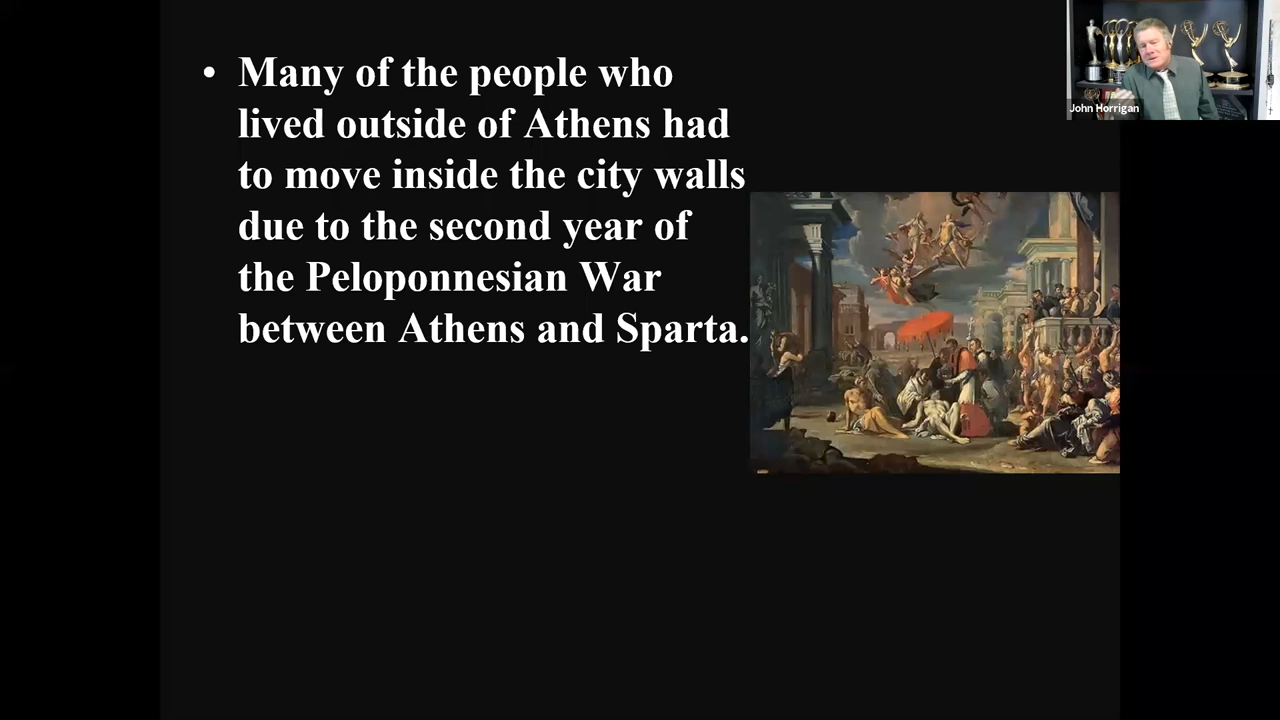 • Many of the people who
lived outside of Athens had
to move inside the city walls
due to the second year of
the Peloponnesian War
between Athens and Sparta.
John Horrigan